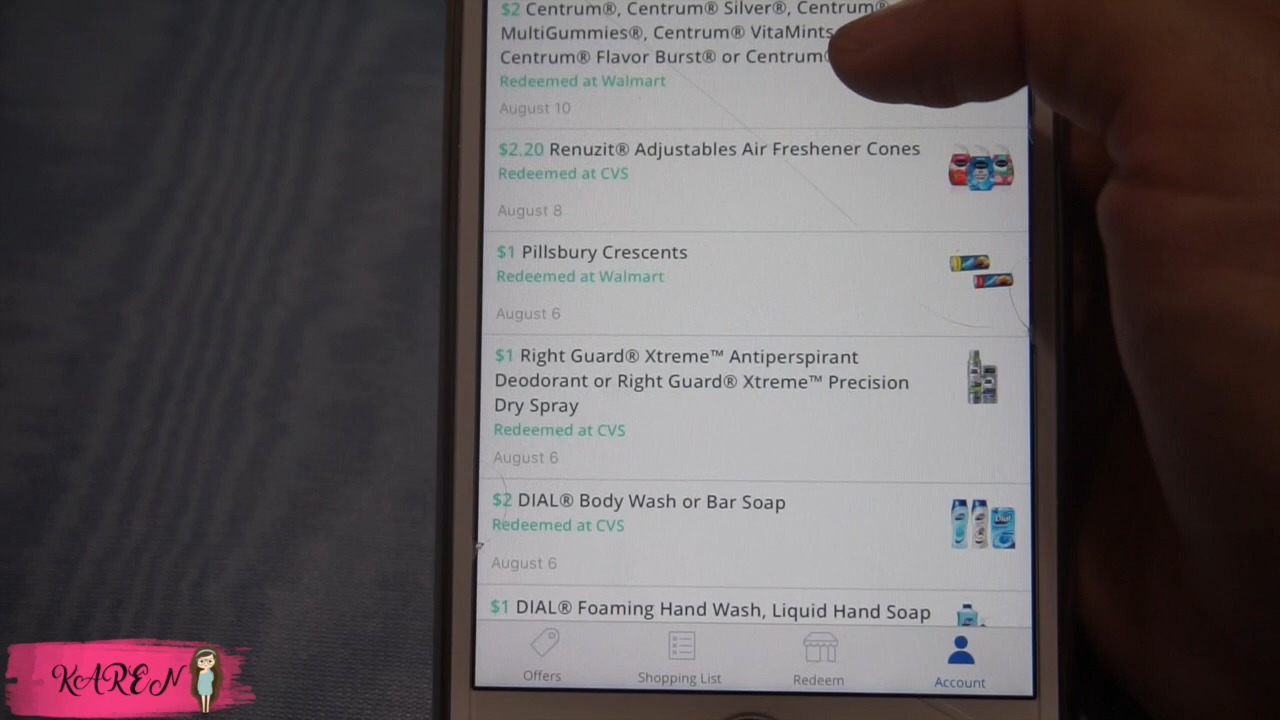 $2 Centrum®, Centrum® Silver®, Centrum®
MultiGummies®, Centrum® VitaMints
Centrum® Flavor Burst® or Centrum®
Redeemed at Walmart
August 10
$2.20 Renuzit® Adjustables Air Freshener Cones
Redeemed at CVS
August 8
$1 Pillsbury Crescents
Redeemed at Walmart
August 6
$1 Right Guard® Xtreme™ Antiperspirant
Deodorant or Right Guard® Xtreme™ Precision
Dry Spray
Redeemed at CVS
August 6
$2 DIAL® Body Wash or Bar Soap
Redeemed at CVS
Dial
August 6
$1 DIAL® Foaming Hand Wash, Liquid Hand Soap
Offers
Shopping List
Redeem
Account
KAREN